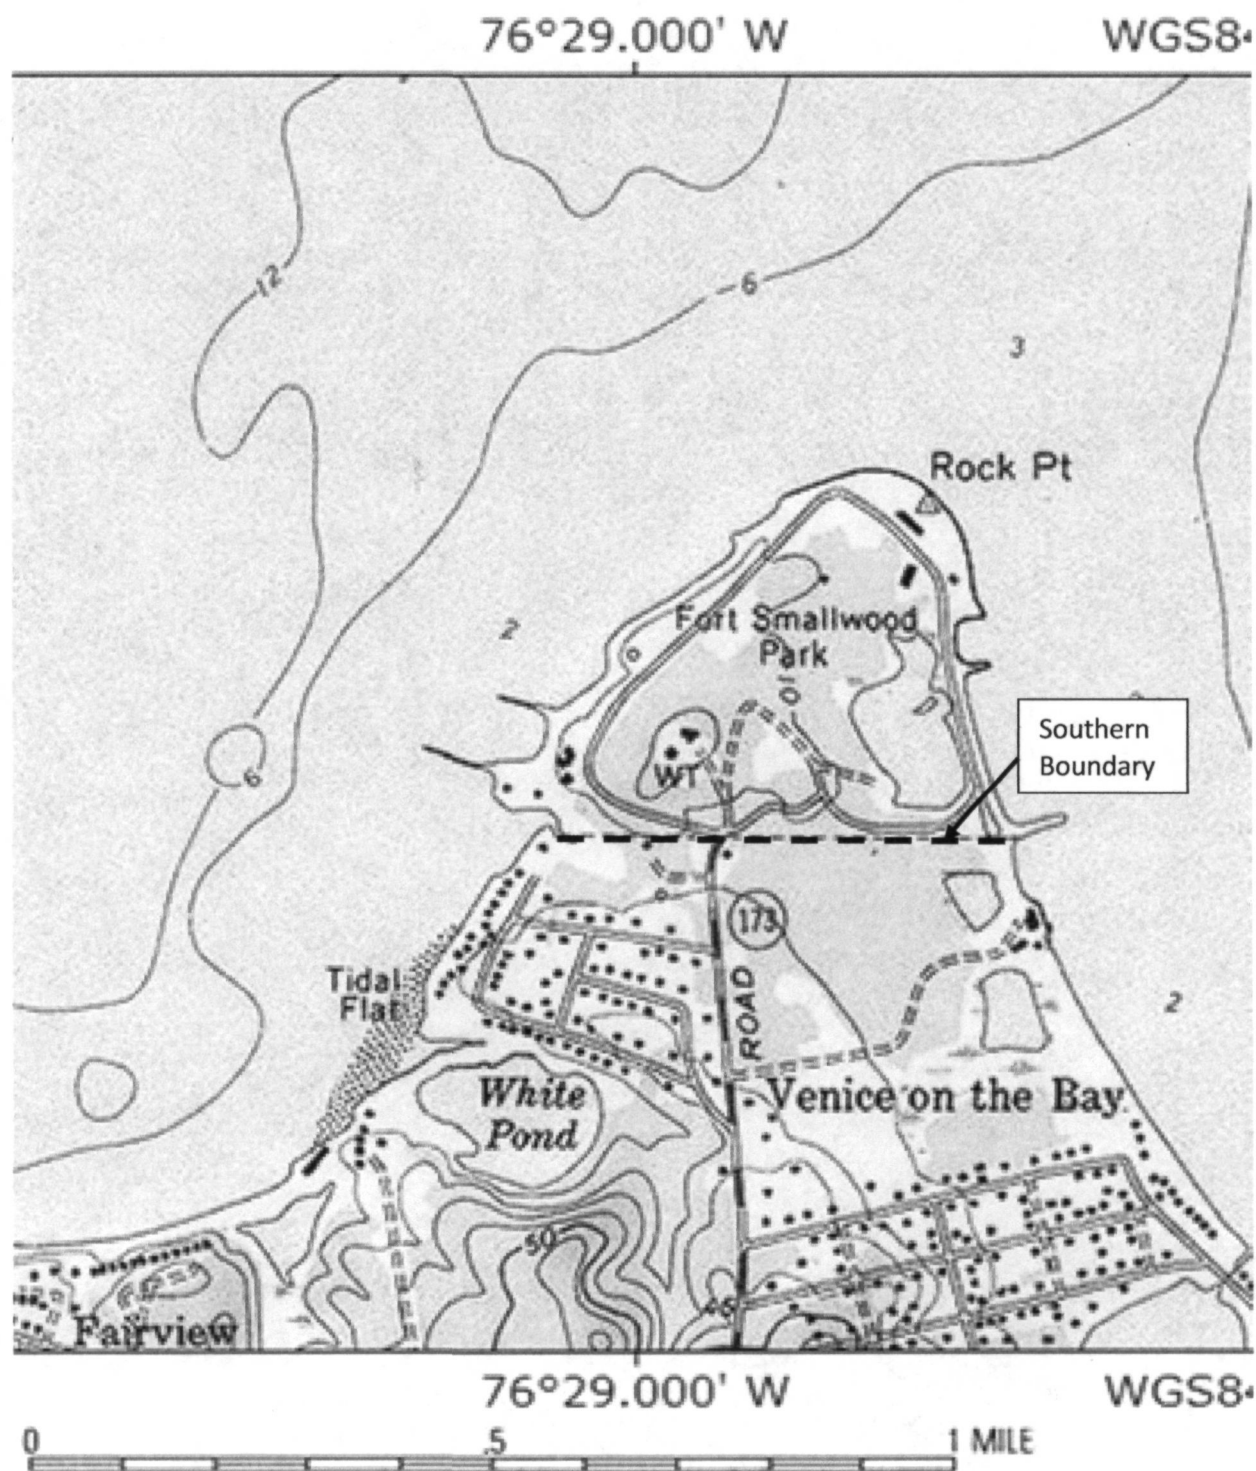 76°29.000' W
WGS8
12
6
3
Rock Pt
2
Fort Smallwood
Park
0
Southern
Boundary
WT
6
173
Tidal
Flat
ROAD
2
White
Pond
Venice on the Bay
50
Fairview
76°29.000' W
WGS8
0
.5
1 MILE